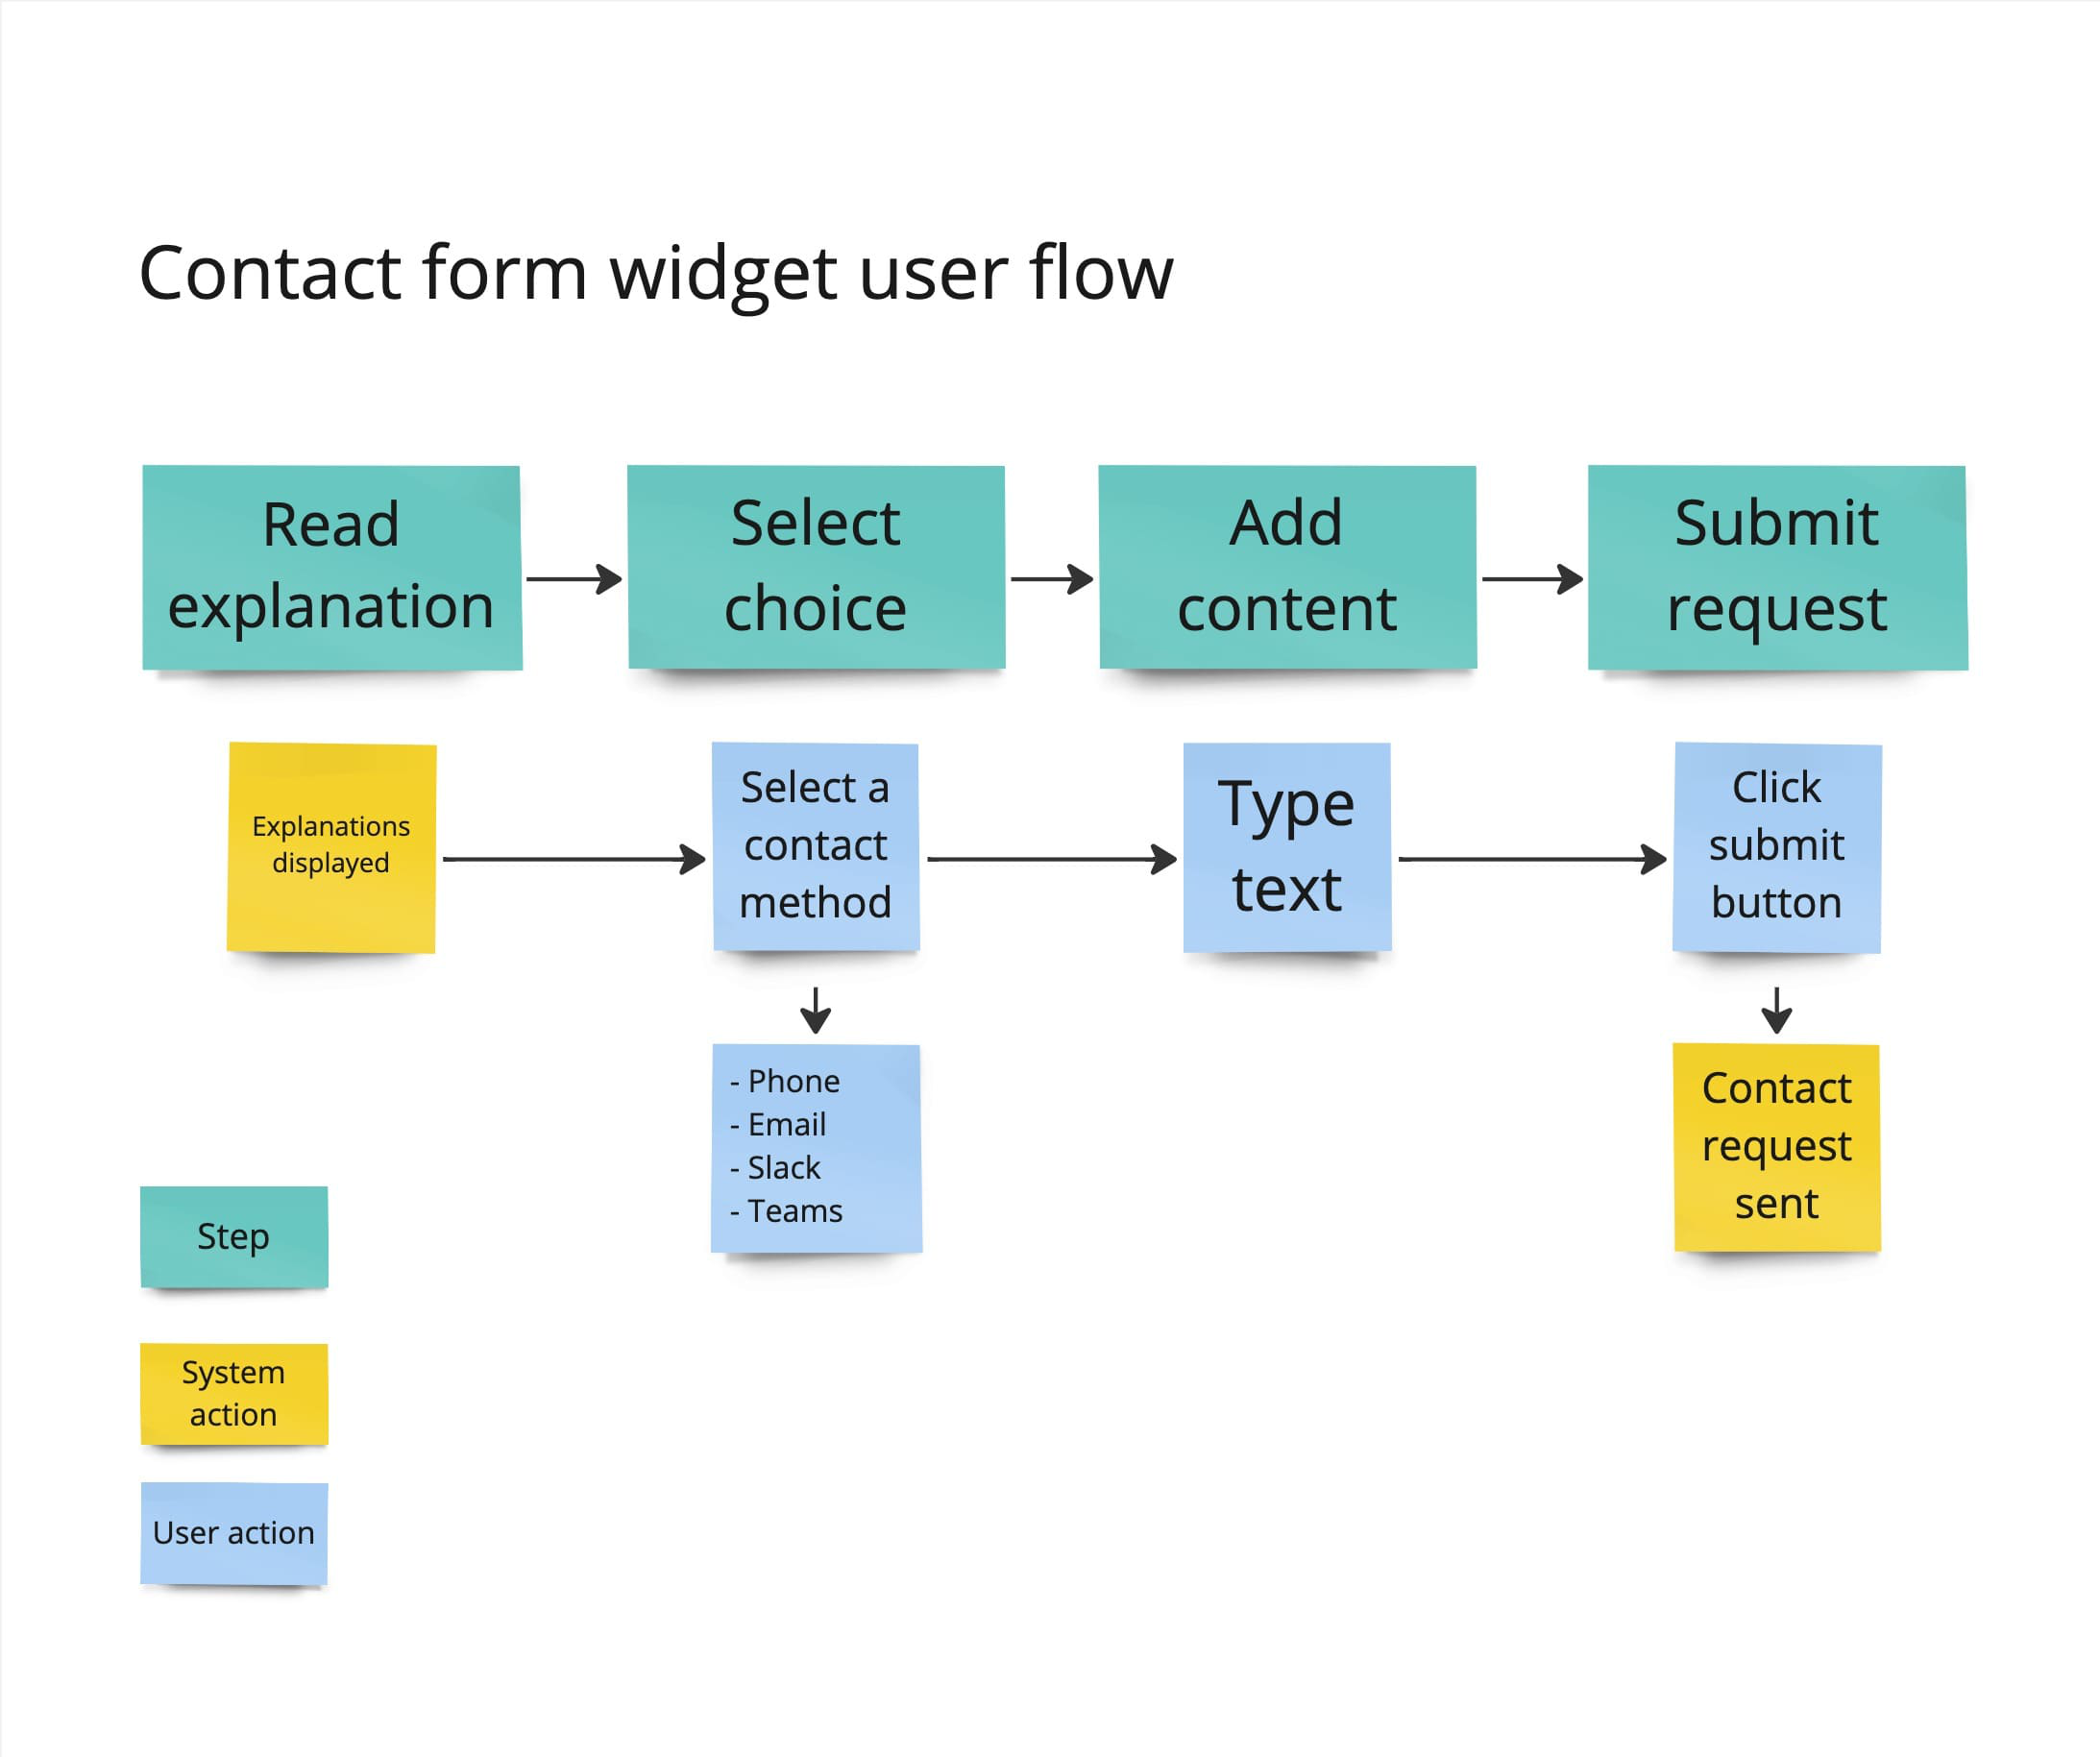 Contact form widget user flow
Read
explanation
Select
choice
Add
content
Submit
request
Explanations
displayed
Select a
contact
method
Type
text
Click
submit
button
- Phone
- Email
- Slack
- Teams
Contact
request
sent
Step
System
action
User action